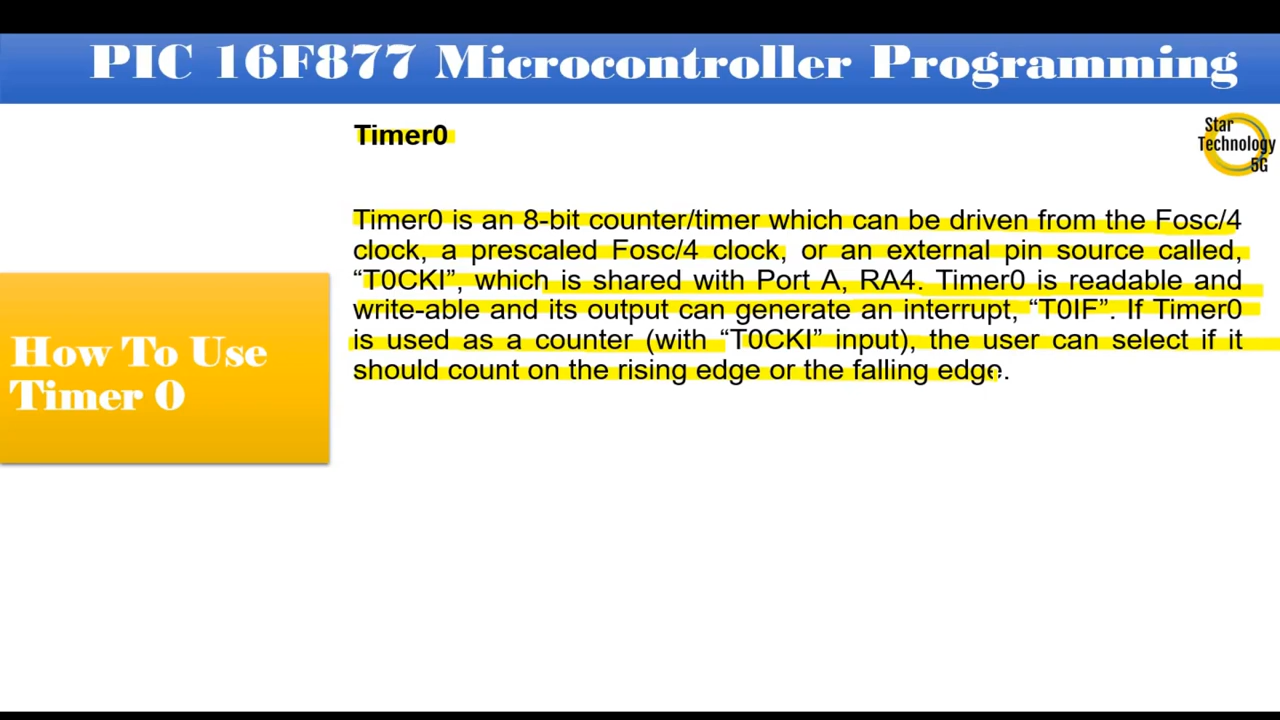 PIC 16F877 Microcontroller Programming
Timer0
Star
Technology
5G
Timer0 is an 8-bit counter/timer which can be driven from the Fosc/4
clock, a prescaled Fosc/4 clock, or an external pin source called,
“T0CKI”, which is shared with Port A, RA4. Timer0 is readable and
write-able and its output can generate an interrupt, “T0IF”. If Timer0
is used as a counter (with “T0CKI” input), the user can select if it
should count on the rising edge or the falling edge.
How To Use
Timer 0